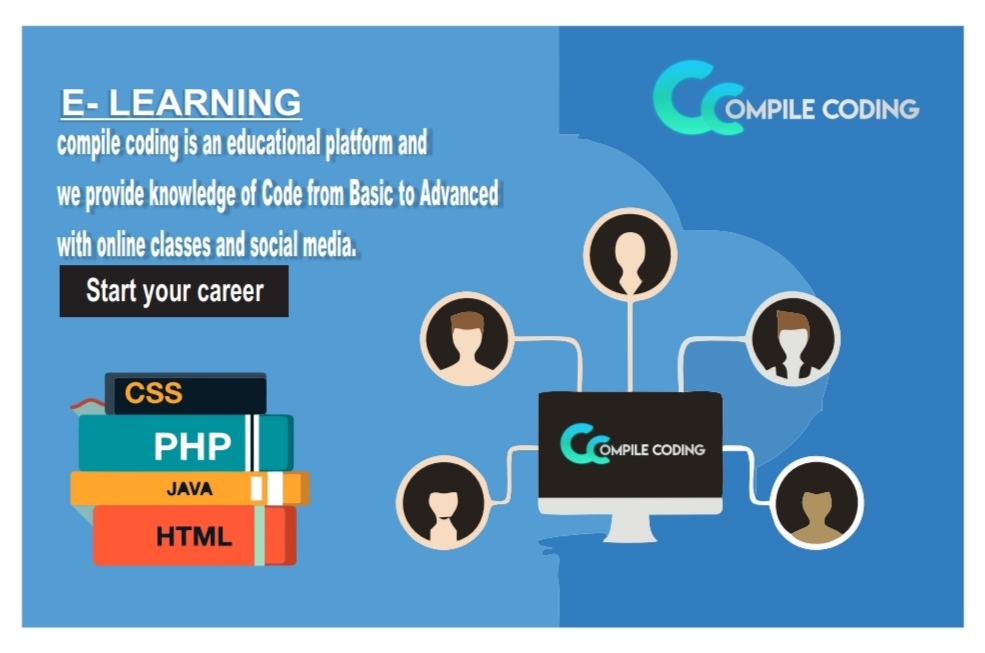 E- LEARNING
compile coding is an educational platform and
we provide knowledge of Code from Basic to Advanced
with online classes and social media.
Start your career
COMPILE CODING
CSS
PHP
JAVA
HTML
COMPILE CODING